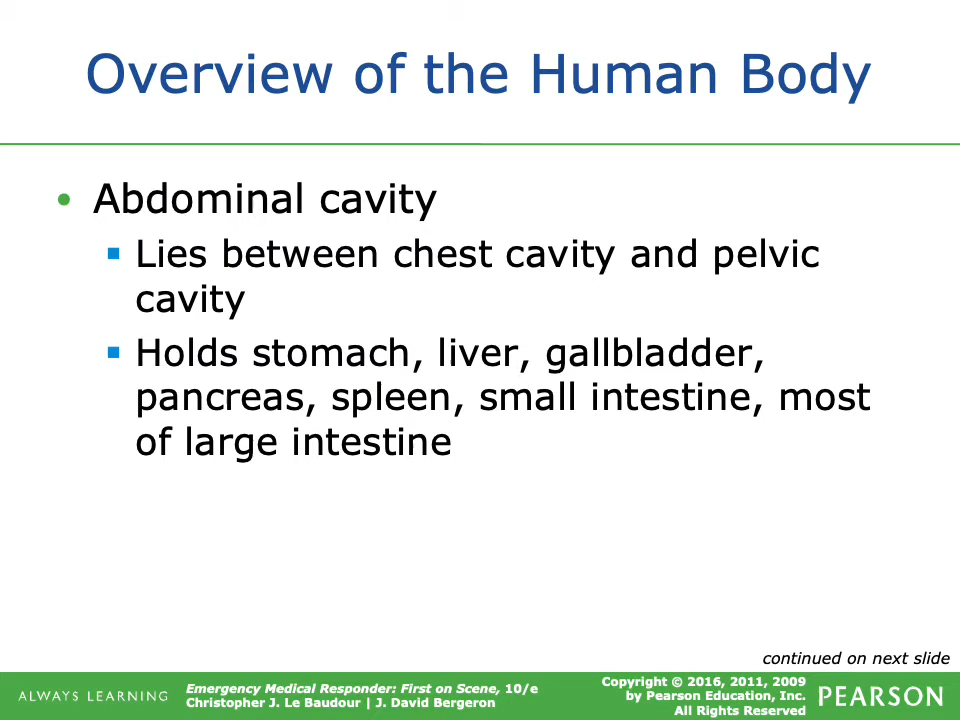 Overview of the Human Body
• Abdominal cavity
▪ Lies between chest cavity and pelvic
cavity
▪ Holds stomach, liver, gallbladder,
pancreas, spleen, small intestine, most
of large intestine
continued on next slide
ALWAYS LEARNING
Emergency Medical Responder: First on Scene, 10/e
Christopher J. Le Baudour | J. David Bergeron
Copyright © 2016, 2011, 2009
by Pearson Education, Inc.
All Rights Reserved
PEARSON